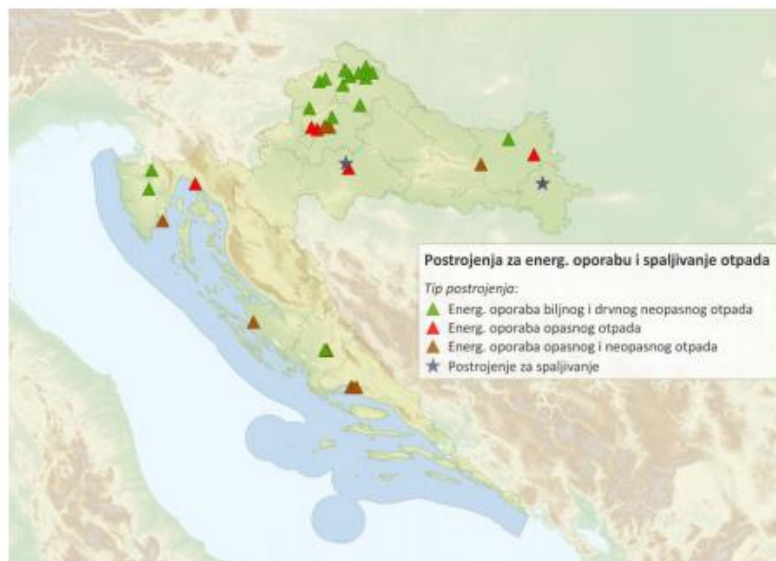 Postrojenja za energ. oporabu i spaljivanje otpada
Tip postrojenja:
Energ. oporaba biljnog i drvnog neopasnog otpada
Energ. oporaba opasnog otpada
Energ. oporaba opasnog i neopasnog otpada
Postrojenje za spaljivanje